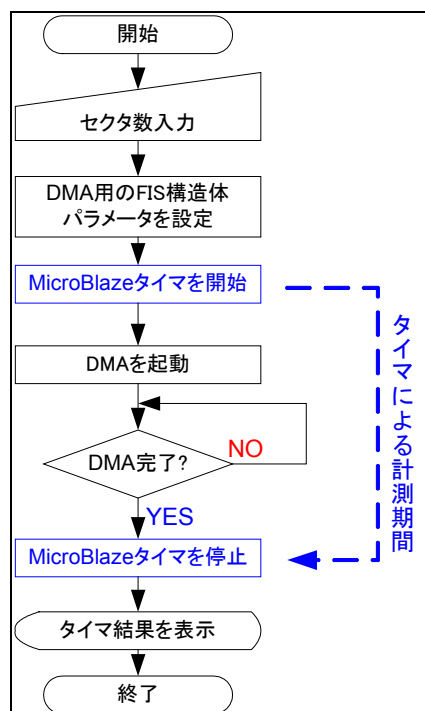 開始
セクタ数入力
DMA用のFIS構造体
パラメータを設定
MicroBlazeタイマを開始
DMAを起動
DMA完了?
NO
YES
MicroBlazeタイマを停止
タイマ結果を表示
終了
タイマによる計測期間